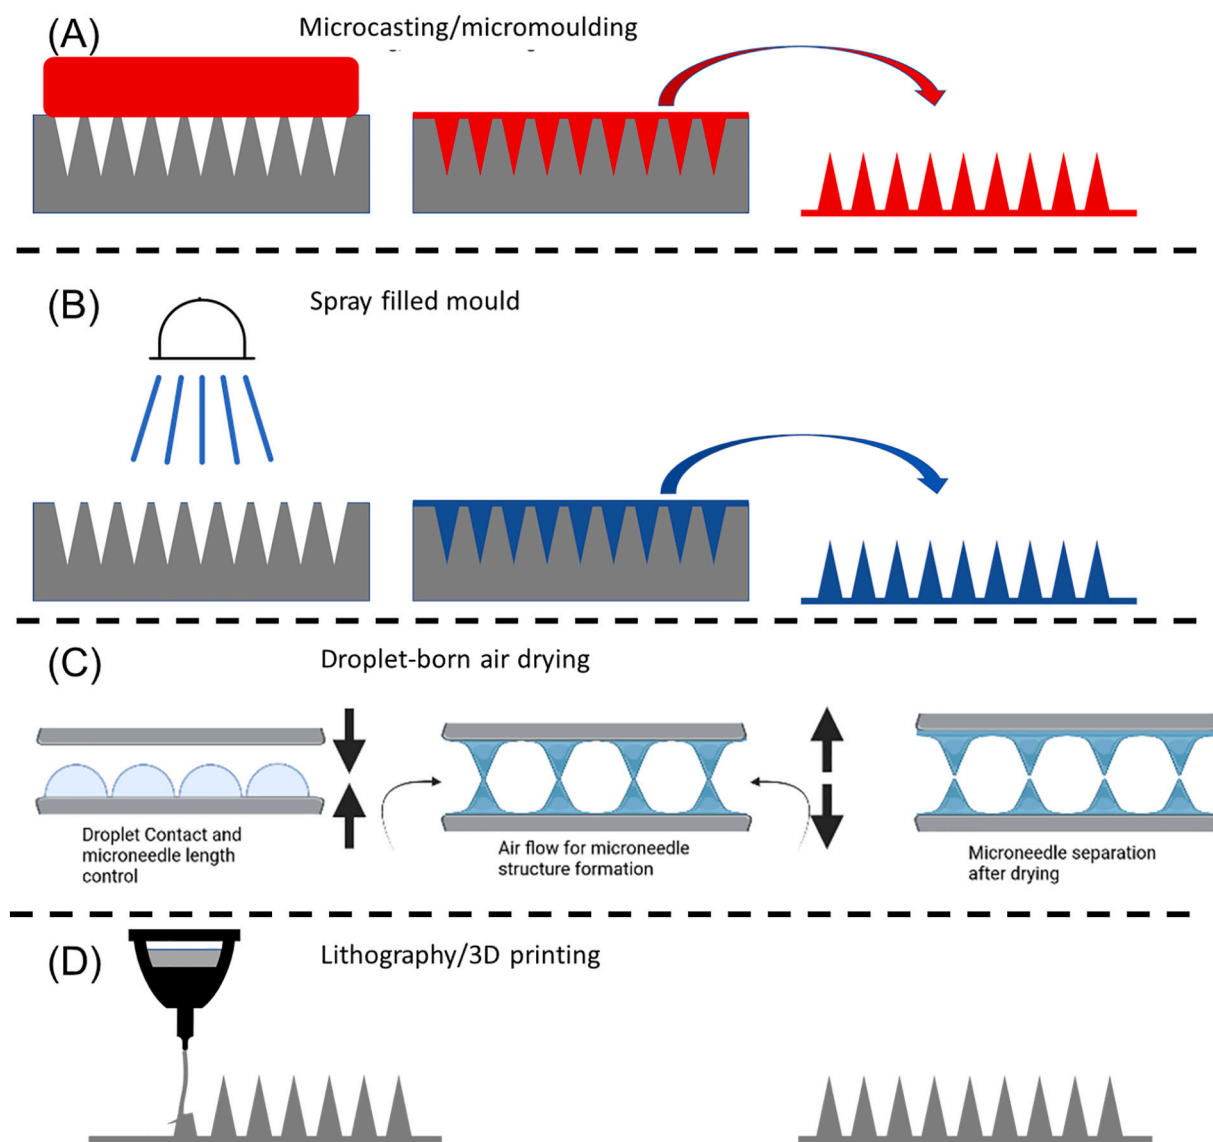 (A)
Microcasting/micromoulding
(B)
Spray filled mould
(C)
Droplet-born air drying
Droplet Contact and
microneedle length
control
Air flow for microneedle
structure formation
Microneedle separation
after drying
(D)
Lithography/3D printing